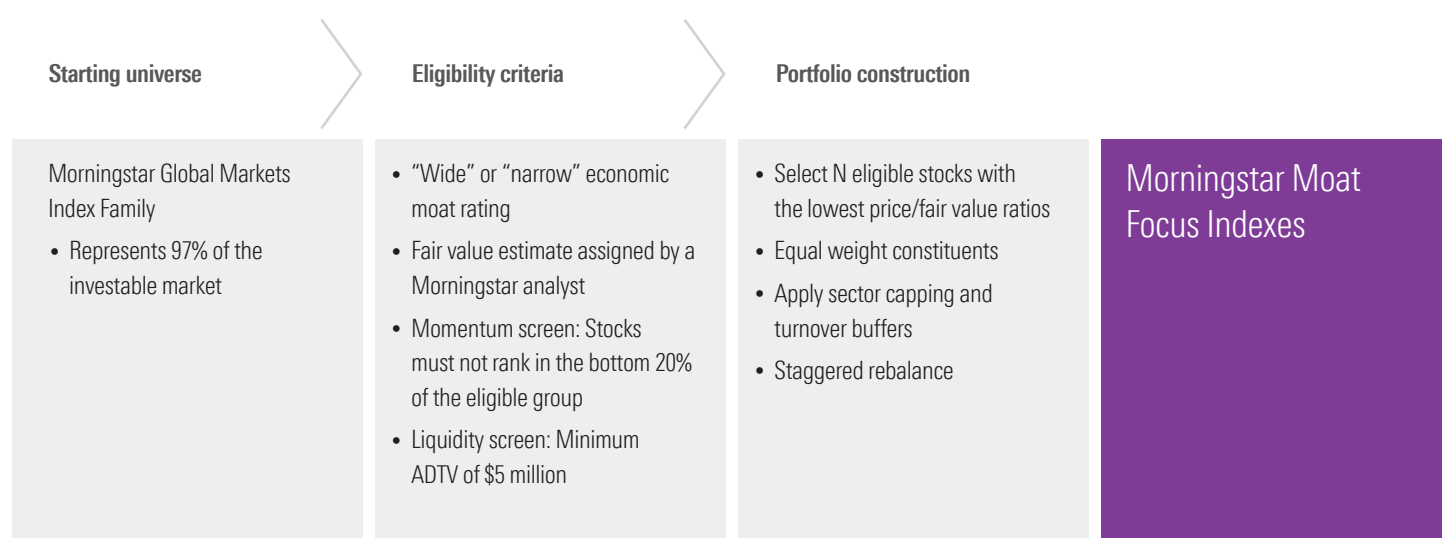 Starting universe
Eligibility criteria
Portfolio construction
Morningstar Global Markets
Index Family
• Represents 97% of the
investable market
• “Wide” or “narrow” economic
moat rating
• Fair value estimate assigned by a
Morningstar analyst
• Momentum screen: Stocks
must not rank in the bottom 20%
of the eligible group
• Liquidity screen: Minimum
ADTV of $5 million
• Select N eligible stocks with
the lowest price/fair value ratios
• Equal weight constituents
• Apply sector capping and
turnover buffers
• Staggered rebalance
Morningstar Moat
Focus Indexes